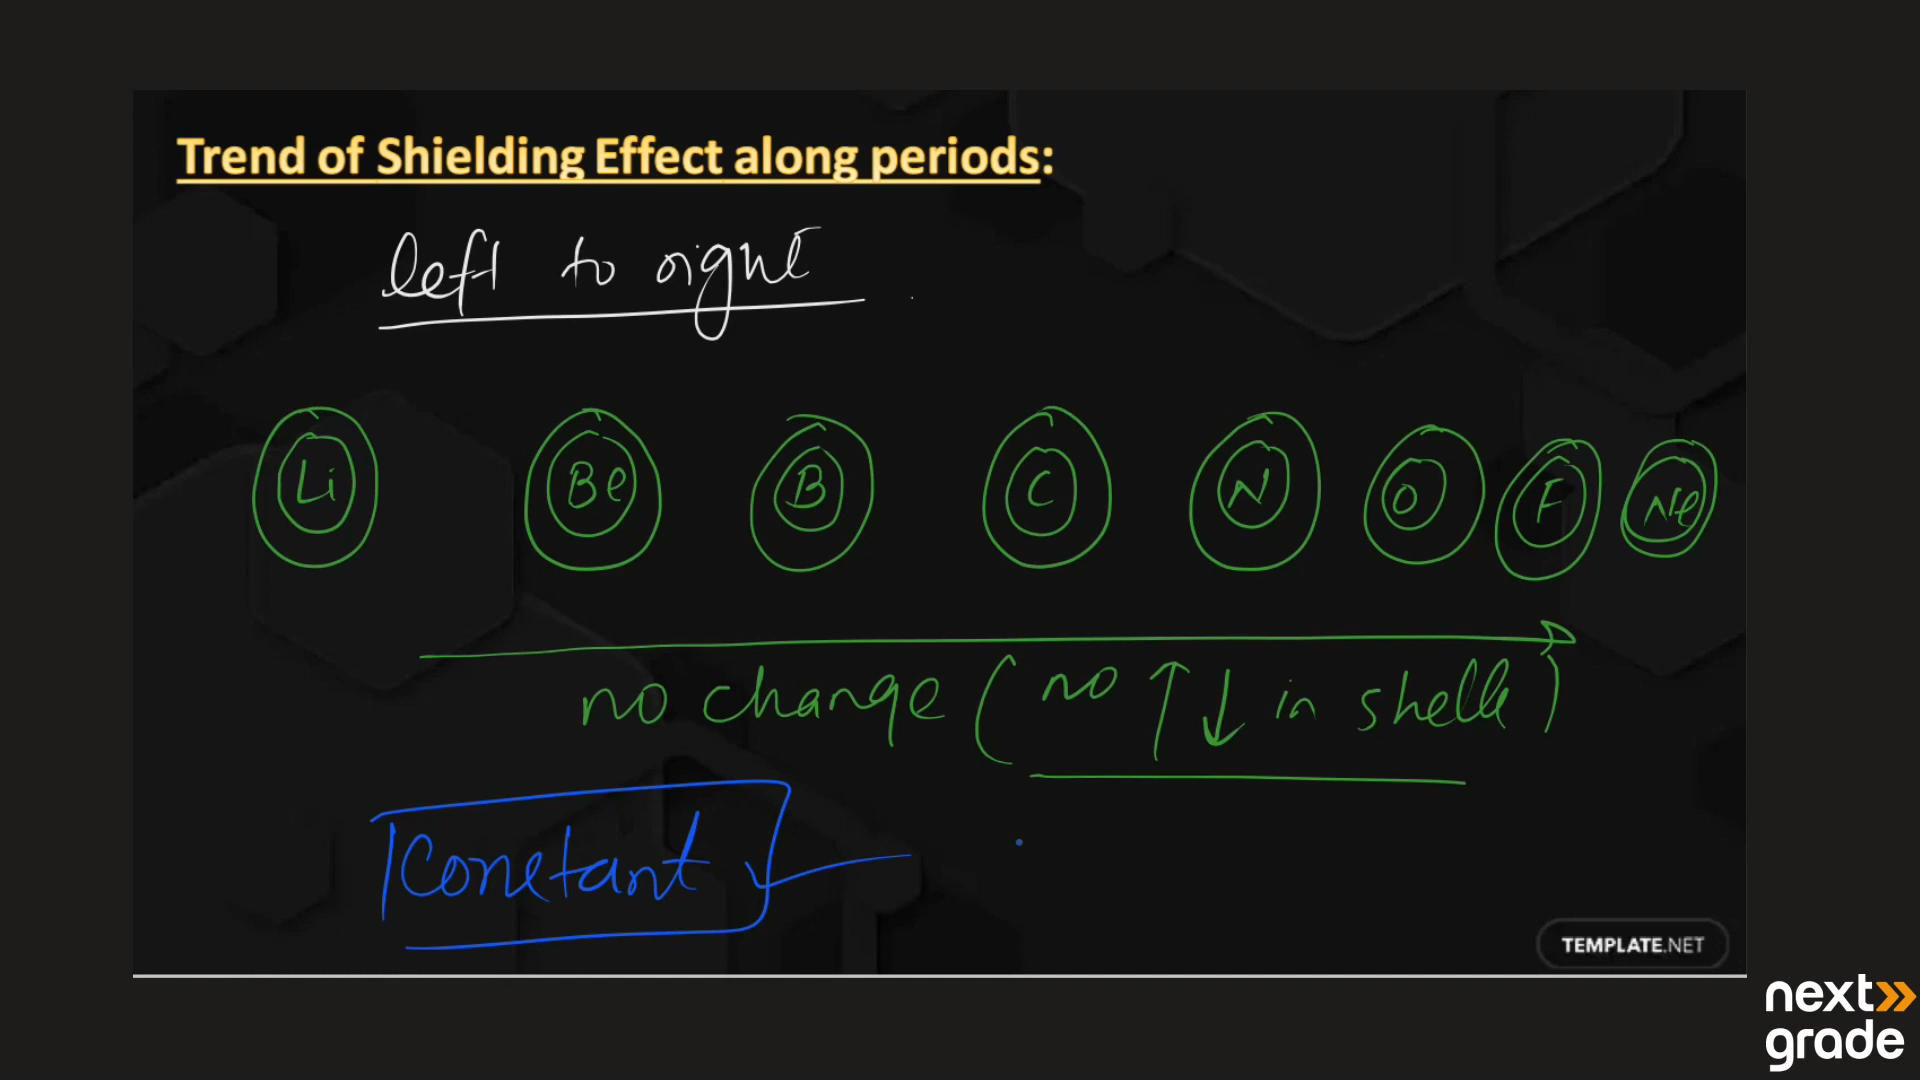 Trend of Shielding Effect along periods:
left to right
Li Be B C N O F Ne
no change (no ↑↓ in shells)
Constant
TEMPLATE.NET
next
grade